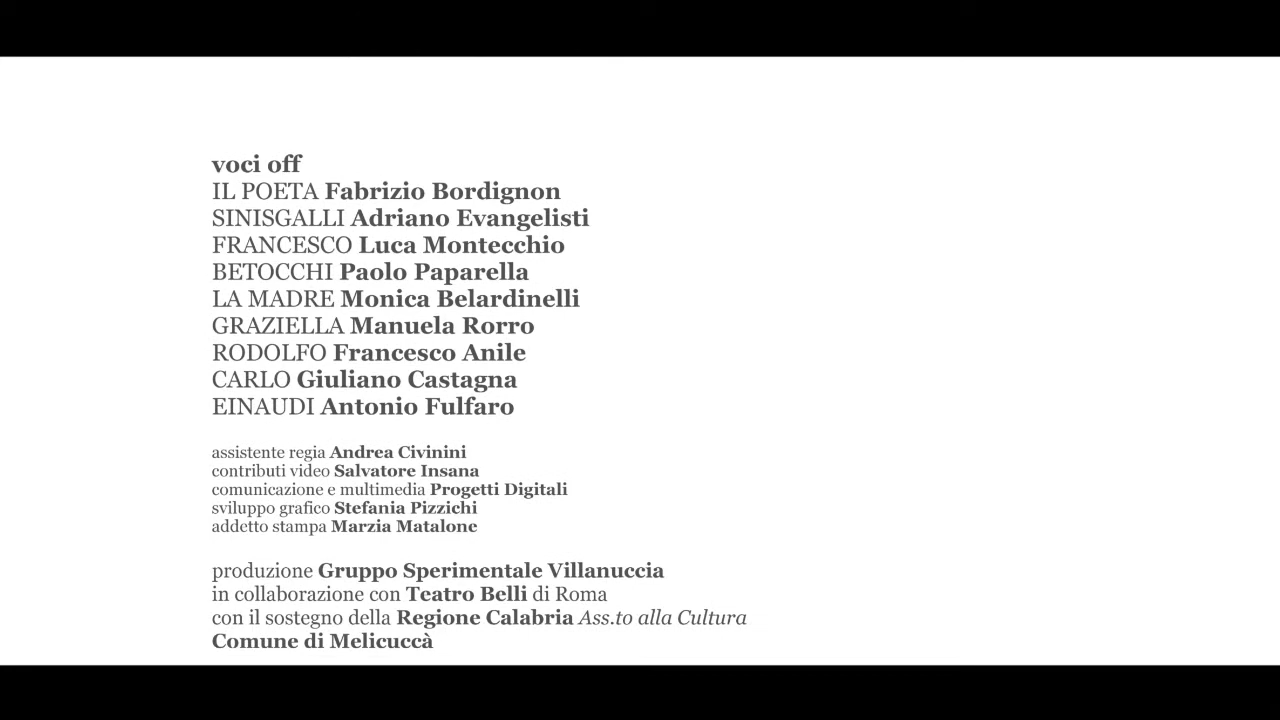 voci off
IL POETA Fabrizio Bordignon
SINISGALLI Adriano Evangelisti
FRANCESCO Luca Montecchio
BETOCCHI Paolo Paparella
LA MADRE Monica Belardinelli
GRAZIELLA Manuela Rorro
RODOLFO Francesco Anile
CARLO Giuliano Castagna
EINAUDI Antonio Fulfaro
assistente regia Andrea Civinini
contributi video Salvatore Insana
comunicazione e multimedia Progetti Digitali
sviluppo grafico Stefania Pizzichi
addetto stampa Marzia Matalone
produzione Gruppo Sperimentale Villanuccia
in collaborazione con Teatro Belli di Roma
con il sostegno della Regione Calabria Ass.to alla Cultura
Comune di Melicuccà